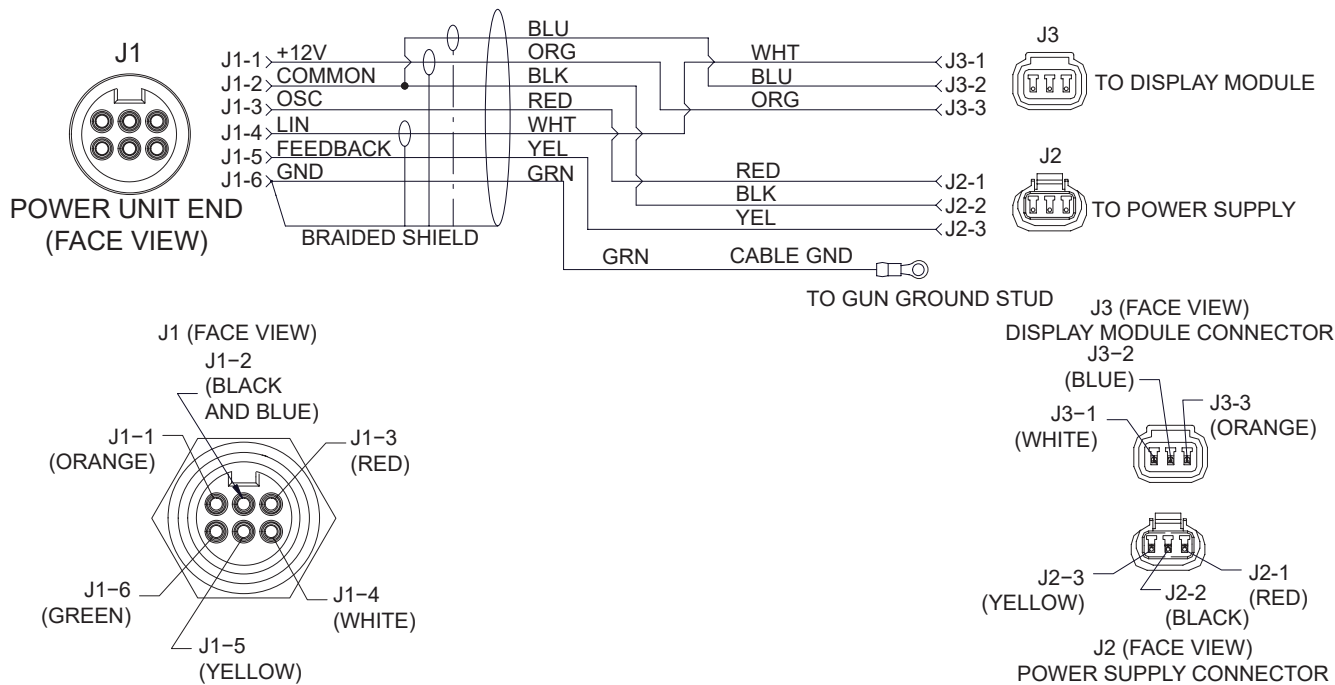 J1
POWER UNIT END
(FACE VIEW)
J1-1
+12V
J1-2
COMMON
J1-3
OSC
J1-4
LIN
J1-5
FEEDBACK
J1-6
GND
BRAIDED SHIELD
BLU
ORG
BLK
RED
WHT
YEL
GRN
WHT
BLU
ORG
J3-1
J3-2
J3-3
J3
TO DISPLAY MODULE
RED
BLK
YEL
J2-1
J2-2
J2-3
J2
TO POWER SUPPLY
GRN
CABLE GND
TO GUN GROUND STUD
J1 (FACE VIEW)
J1−2
(BLACK
AND BLUE)
J1−1
(ORANGE)
J1−3
(RED)
J1−6
(GREEN)
J1−4
(WHITE)
J1−5
(YELLOW)
J3 (FACE VIEW)
DISPLAY MODULE CONNECTOR
J3−2
(BLUE)
J3−1
(WHITE)
J3-3
(ORANGE)
J2−3
(YELLOW)
J2-2
(BLACK)
J2-1
(RED)
J2 (FACE VIEW)
POWER SUPPLY CONNECTOR